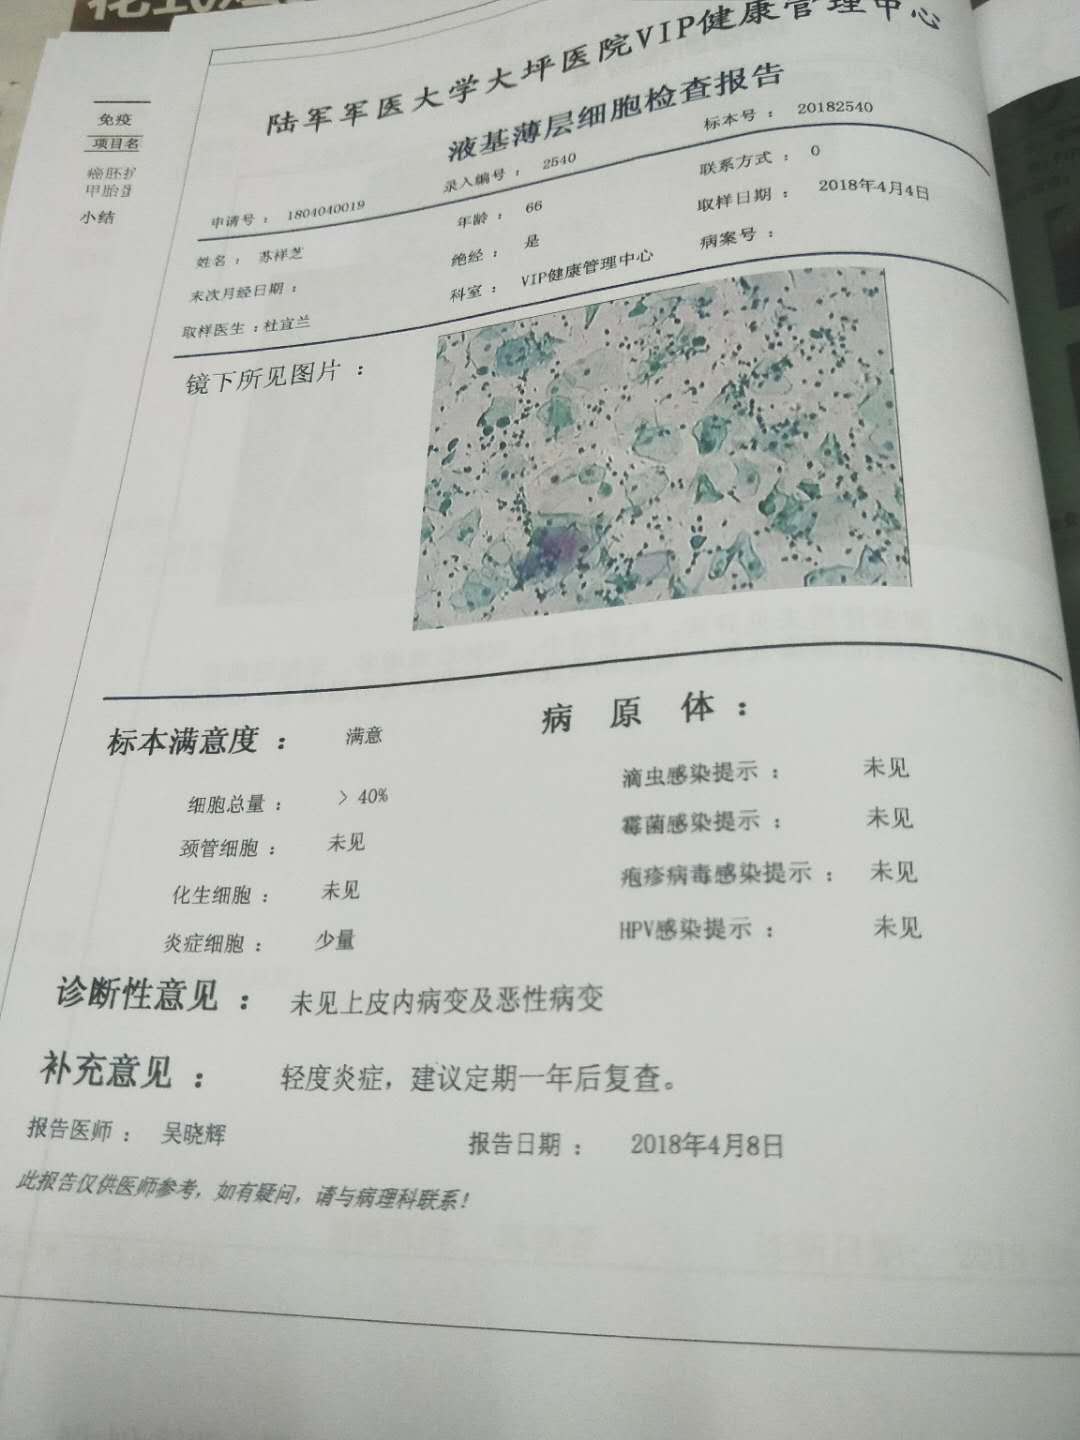 免疫
项目名
癌胚抗
甲胎蛋
小结
陆军军医大学大坪医院VIP健康管理中心
液基薄层细胞检查报告
申请号： 1804040019 录入编号： 2540 标本号： 20182540
姓名： 苏祥芝 年龄： 66 联系方式： 0
末次月经日期： 绝经： 是 取样日期： 2018年4月4日
取样医生：杜宜兰 科室： VIP健康管理中心 病案号：
镜下所见图片：
标本满意度： 满意
细胞总量： > 40%
颈管细胞： 未见
化生细胞： 未见
炎症细胞： 少量
病原体：
滴虫感染提示： 未见
霉菌感染提示： 未见
疱疹病毒感染提示： 未见
HPV感染提示： 未见
诊断性意见： 未见上皮内病变及恶性病变
补充意见： 轻度炎症，建议定期一年后复查。
报告医师： 吴晓辉 报告日期： 2018年4月8日
此报告仅供医师参考，如有疑问，请与病理科联系！